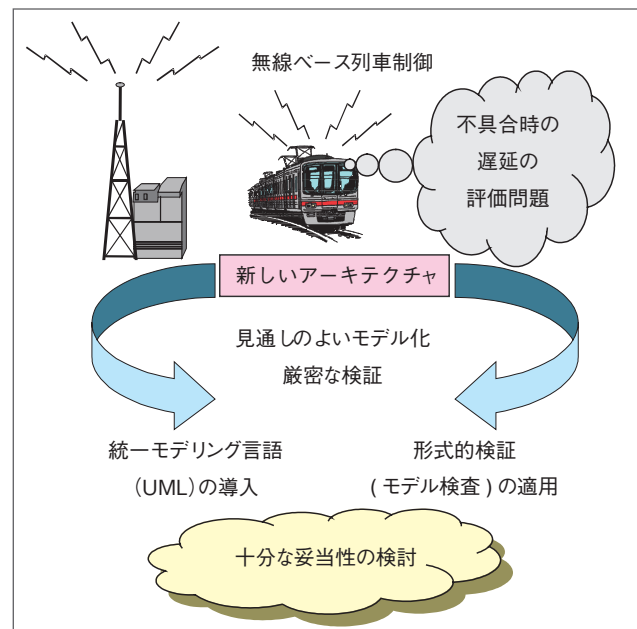 無線ベース列車制御
不具合時の
遅延の
評価問題
新しいアーキテクチャ
見通しのよいモデル化
厳密な検証
統一モデリング言語
（UML）の導入
形式的検証
( モデル検査 ) の適用
十分な妥当性の検討